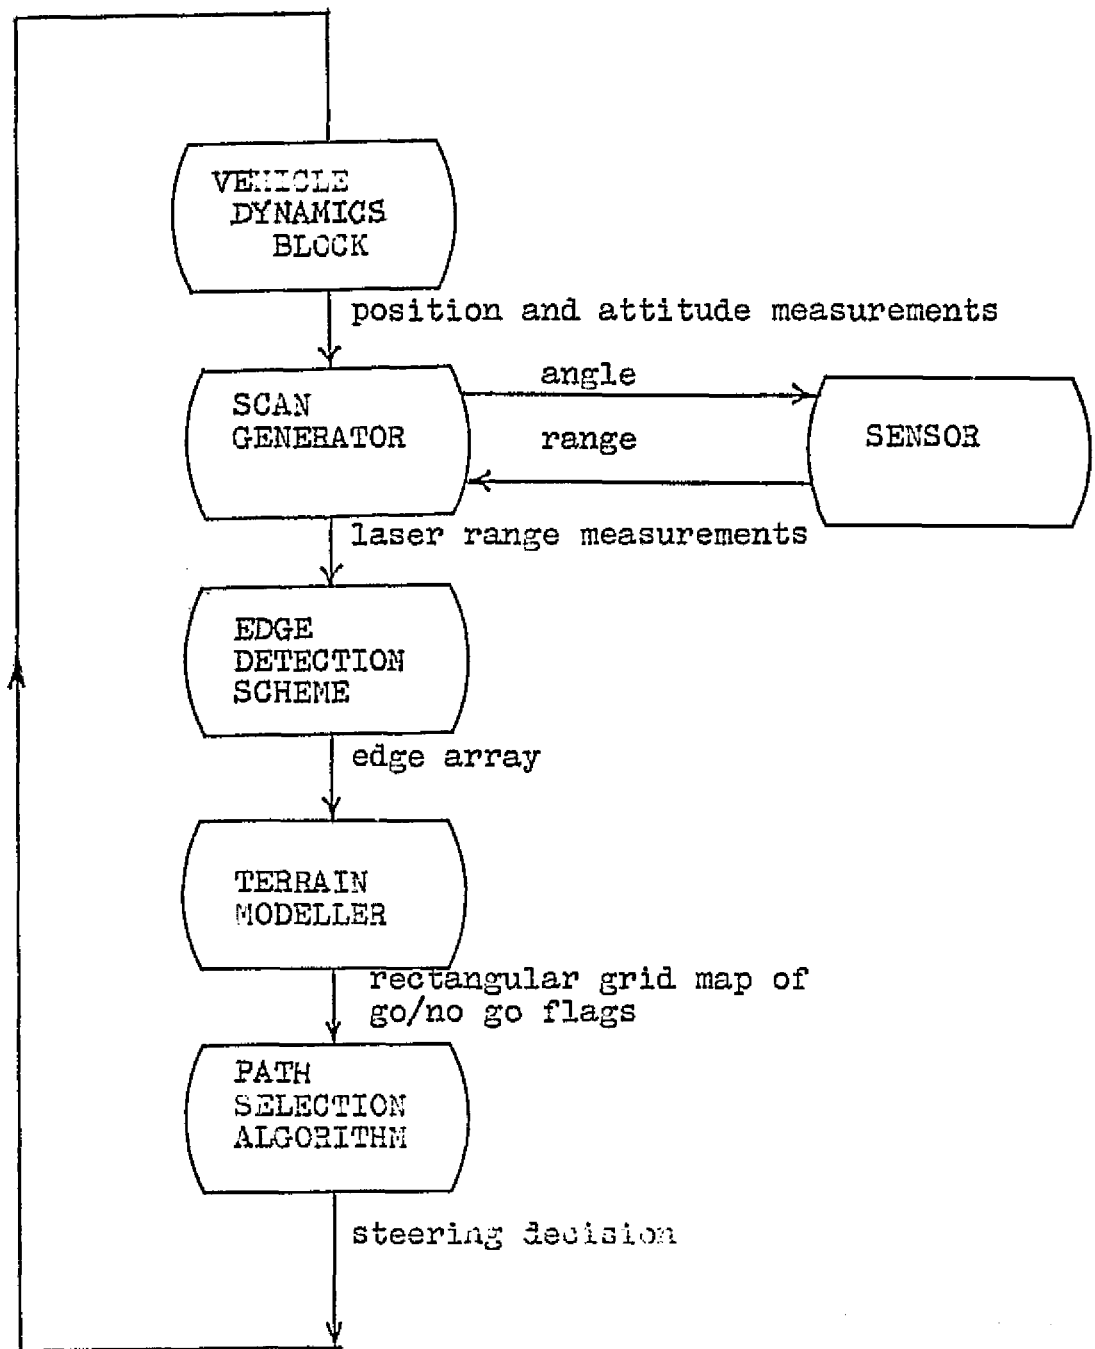 VEHICLE
DYNAMICS
BLOCK
position and attitude measurements
SCAN
GENERATOR
angle
range
SENSOR
laser range measurements
EDGE
DETECTION
SCHEME
edge array
TERRAIN
MODELLER
rectangular grid map of
go/no go flags
PATH
SELECTION
ALGORITHM
steering decision